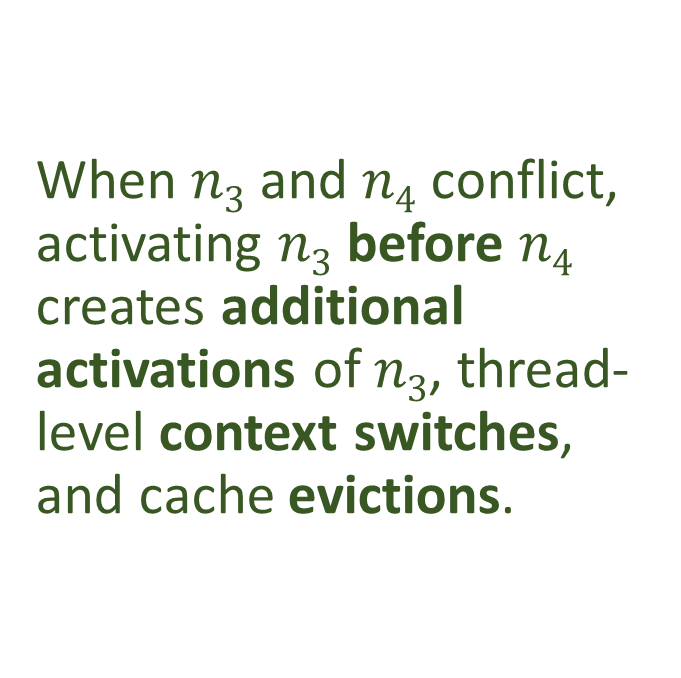 When n₃ and n₄ conflict,
activating n₃ before n₄
creates additional
activations of n₃, thread-
level context switches,
and cache evictions.